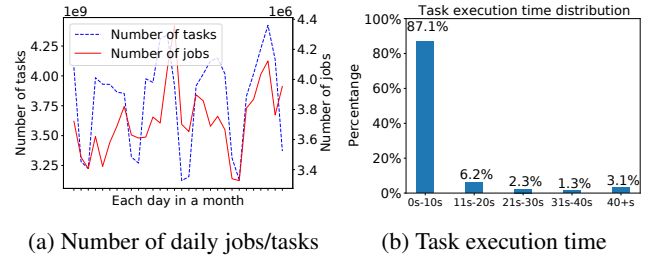 1e9
1e6
Number of tasks
Number of jobs
4.25
4.00
3.75
3.50
3.25
Number of tasks
4.4
4.2
4.0
3.8
3.6
3.4
Number of jobs
Each day in a month
(a) Number of daily jobs/tasks
Task execution time distribution
100%
80%
60%
40%
20%
0%
Percentange
87.1%
6.2%
2.3%
1.3%
3.1%
0s-10s
11s-20s
21s-30s
31s-40s
40+s
(b) Task execution time